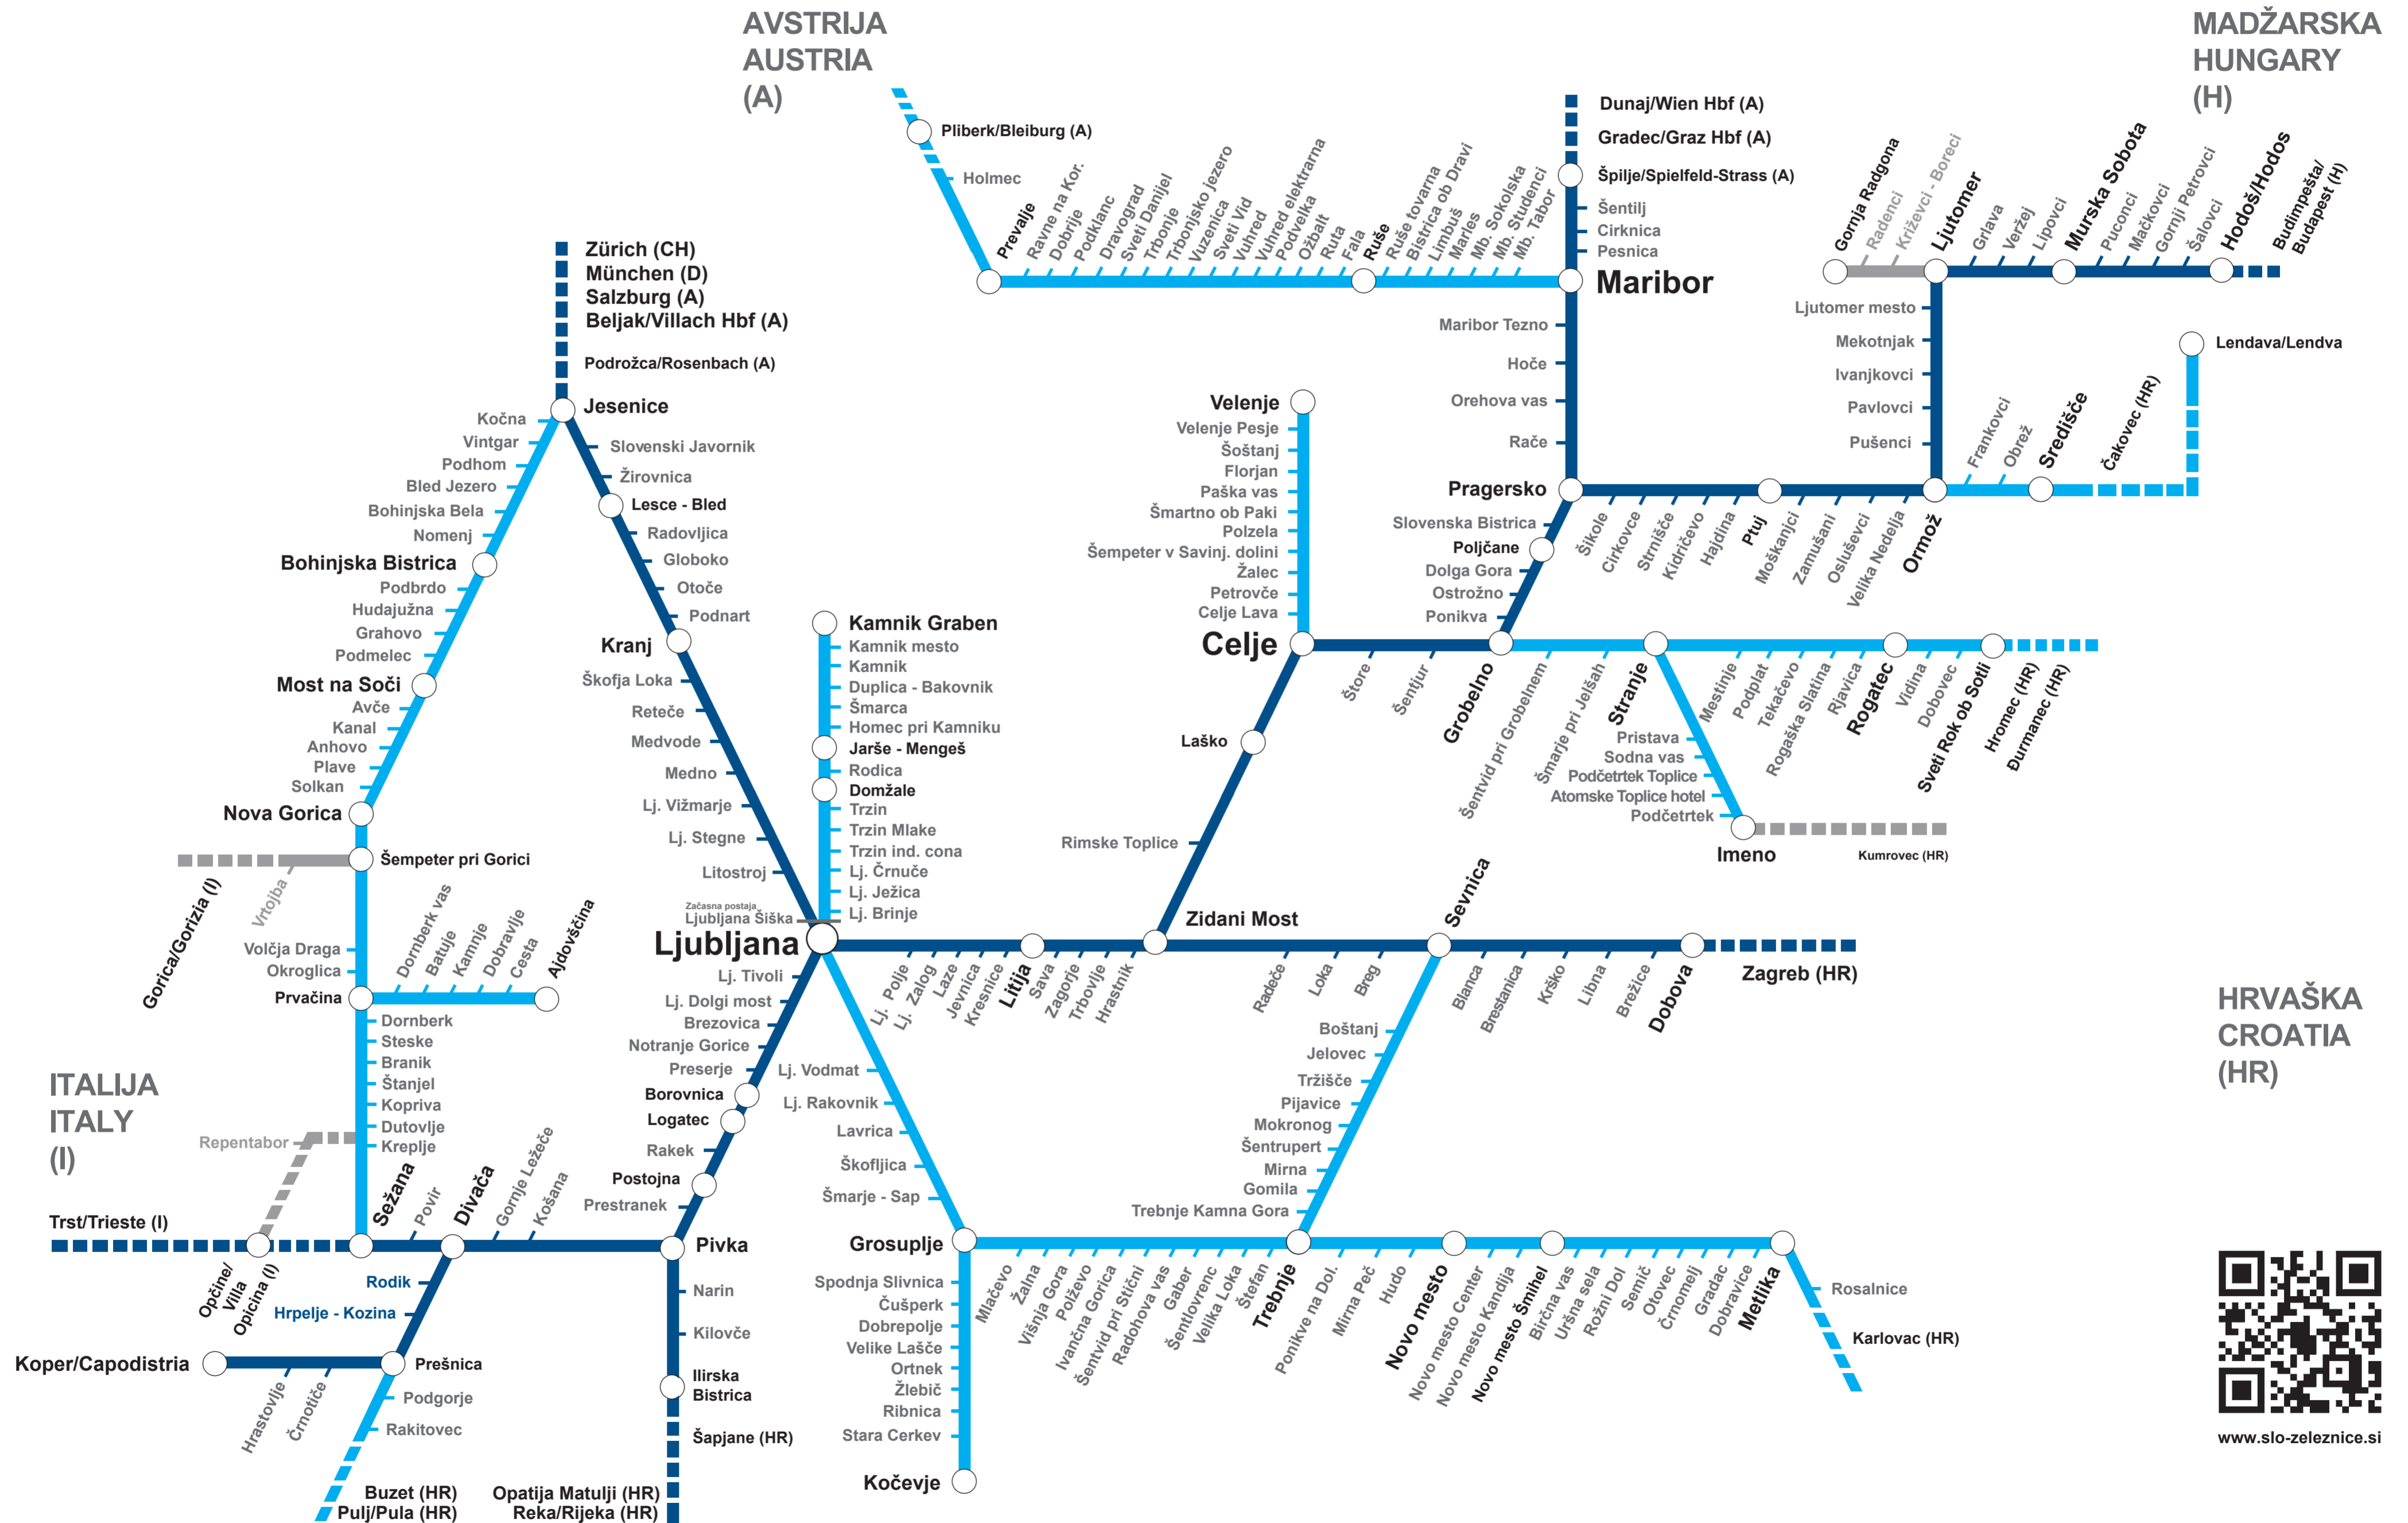 AVSTRIJA
AUSTRIA
(A)
MADŽARSKA
HUNGARY
(H)
HRVAŠKA
CROATIA
(HR)
ITALIJA
ITALY
(I)
Zürich (CH)
München (D)
Salzburg (A)
Beljak/Villach Hbf (A)
Podrožca/Rosenbach (A)
Jesenice
Kočna
Vintgar
Podhom
Bled Jezero
Bohinjska Bela
Nomenj
Bohinjska Bistrica
Podbrdo
Hudajužna
Grahovo
Podmelec
Most na Soči
Avče
Kanal
Anhovo
Plave
Solkan
Nova Gorica
Šempeter pri Gorici
Vrtojba
Gorica/Gorizia (I)
Volčja Draga
Okroglica
Prvačina
Dornberk vas
Batuje
Kamnje
Dobravlje
Cesta
Ajdovščina
Dornberk
Steske
Branik
Štanjel
Kopriva
Dutovlje
Kreplje
Repentabor
Trst/Trieste (I)
Opčine/
Villa
Opicina (I)
Sežana
Povir
Divača
Gornje Ležeče
Košana
Pivka
Rodik
Hrpelje - Kozina
Prešnica
Koper/Capodistria
Hrastovlje
Črnotiče
Podgorje
Rakitovec
Buzet (HR)
Pulj/Pula (HR)
Narin
Kilovče
Ilirska
Bistrica
Šapjane (HR)
Opatija Matulji (HR)
Reka/Rijeka (HR)
Slovenski Javornik
Žirovnica
Lesce - Bled
Radovljica
Globoko
Otoče
Podnart
Kranj
Škofja Loka
Reteče
Medvode
Medno
Lj. Vižmarje
Lj. Stegne
Litostroj
Začasna postaja
Ljubljana Šiška
Ljubljana
Kamnik Graben
Kamnik mesto
Kamnik
Duplica - Bakovnik
Šmarca
Homec pri Kamniku
Jarše - Mengeš
Rodica
Domžale
Trzin
Trzin Mlake
Trzin ind. cona
Lj. Črnuče
Lj. Ježica
Lj. Brinje
Lj. Tivoli
Lj. Dolgi most
Brezovica
Notranje Gorice
Preserje
Borovnica
Logatec
Rakek
Postojna
Prestranek
Lj. Vodmat
Lj. Rakovnik
Lavrica
Škofljica
Šmarje - Sap
Grosuplje
Spodnja Slivnica
Čušperk
Dobrepolje
Velike Lašče
Ortnek
Žlebič
Ribnica
Stara Cerkev
Kočevje
Mlačevo
Žalna
Višnja Gora
Polževo
Ivančna Gorica
Šentvid pri Stični
Radohova vas
Gaber
Šentlovrenc
Velika Loka
Štefan
Trebnje
Ponikve na Dol.
Mirna Peč
Hudo
Novo mesto
Novo mesto Center
Novo mesto Kandija
Novo mesto Šmihel
Birčna vas
Uršna sela
Rožni Dol
Semič
Otovec
Črnomelj
Gradac
Dobravice
Metlika
Rosalnice
Karlovac (HR)
Boštanj
Jelovec
Tržišče
Pijavice
Mokronog
Šentrupert
Mirna
Gomila
Trebnje Kamna Gora
Lj. Polje
Lj. Zalog
Laze
Jevnica
Kresnice
Litija
Sava
Zagorje
Trbovlje
Hrastnik
Zidani Most
Radeče
Loka
Breg
Sevnica
Blanca
Brestanica
Krško
Libna
Brežice
Dobova
Zagreb (HR)
Rimske Toplice
Laško
Celje
Velenje
Velenje Pesje
Šoštanj
Florjan
Paška vas
Šmartno ob Paki
Polzela
Šempeter v Savinj. dolini
Žalec
Petrovče
Celje Lava
Štore
Šentjur
Grobelno
Šentvid pri Grobelnem
Šmarje pri Jelšah
Stranje
Mestinje
Podplat
Tekačevo
Rogaška Slatina
Rjavica
Rogatec
Vidina
Dobovec
Sveti Rok ob Sotli
Hromec (HR)
Đurmanec (HR)
Pristava
Sodna vas
Podčetrtek Toplice
Atomske Toplice hotel
Podčetrtek
Imeno
Kumrovec (HR)
Ponikva
Ostrožno
Dolga Gora
Poljčane
Slovenska Bistrica
Pragersko
Rače
Orehova vas
Hoče
Maribor Tezno
Maribor
Pesnica
Cirknica
Šentilj
Špilje/Spielfeld-Strass (A)
Gradec/Graz Hbf (A)
Dunaj/Wien Hbf (A)
Pliberk/Bleiburg (A)
Holmec
Prevalje
Ravne na Kor.
Dobrije
Podklanc
Dravograd
Sveti Danijel
Trbonje
Trbonjsko jezero
Vuzenica
Sveti Vid
Vuhred
Vuhred elektrarna
Podvelka
Ožbalt
Ruta
Fala
Ruše
Ruše tovarna
Bistrica ob Dravi
Limbuš
Marles
Mb. Sokolska
Mb. Studenci
Mb. Tabor
Šikole
Cirkovce
Strnišče
Kidričevo
Hajdina
Ptuj
Moškanjci
Zamušani
Osluševci
Velika Nedelja
Ormož
Frankovci
Obrež
Središče
Čakovec (HR)
Lendava/Lendva
Pušenci
Pavlovci
Ivanjkovci
Mekotnjak
Ljutomer mesto
Gornja Radgona
Radenci
Križevci - Boreci
Ljutomer
Grlava
Veržej
Lipovci
Murska Sobota
Puconci
Mačkovci
Gornji Petrovci
Šalovci
Hodoš/Hodos
Budimpešta/
Budapest (H)
www.slo-zeleznice.si